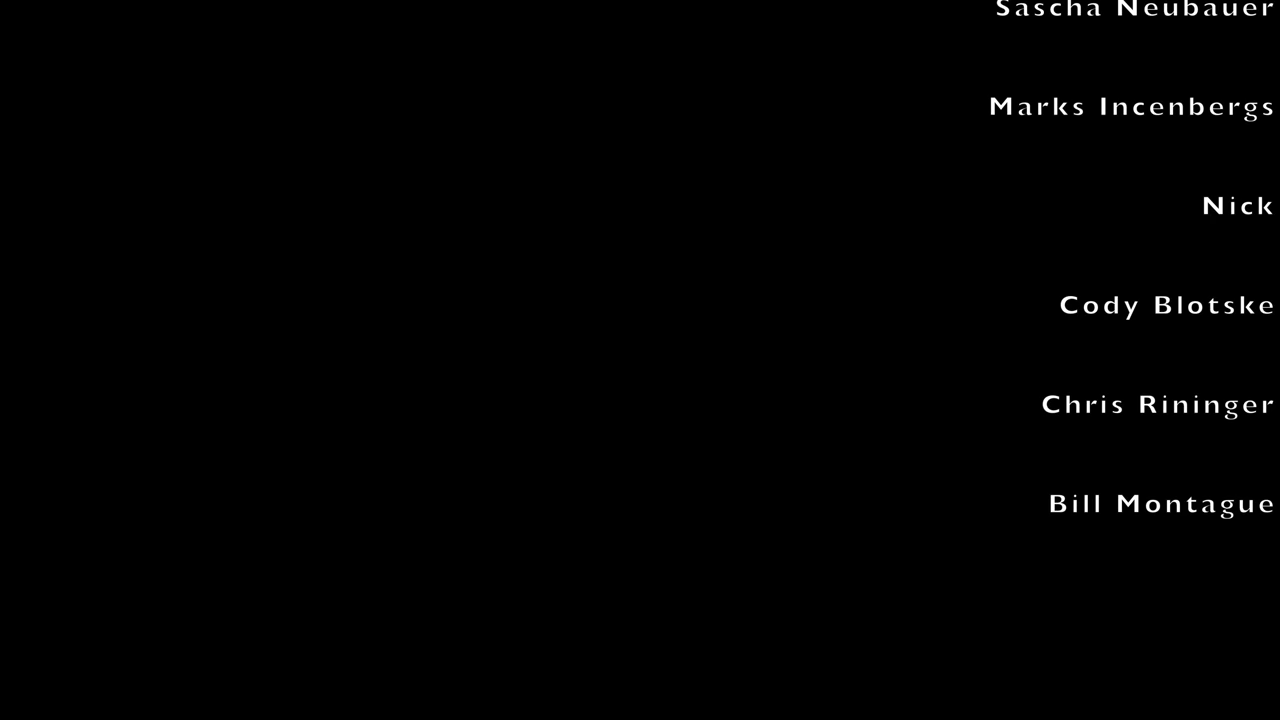 Sascha Neubauer
Marks Incenbergs
Nick
Cody Blotske
Chris Rininger
Bill Montague